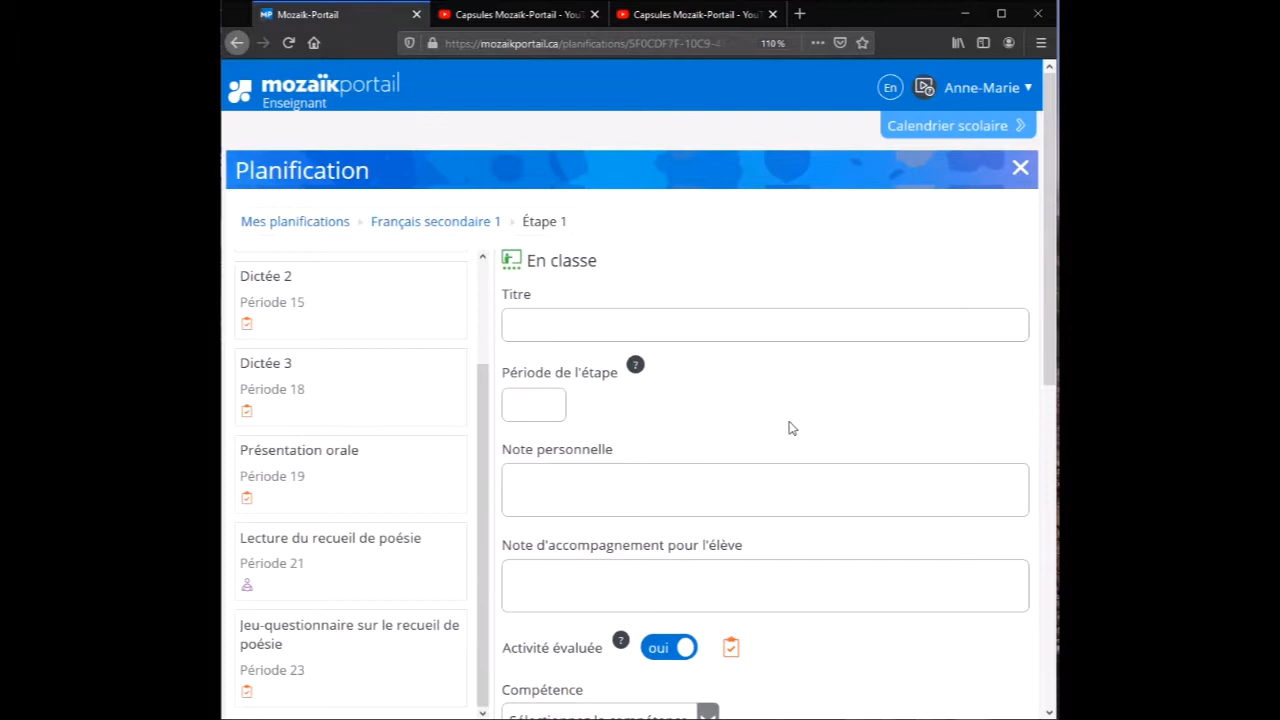 Mozaïk-Portail
Capsules Mozaïk-Portail - You
Capsules Mozaïk-Portail - You
https://mozaikportail.ca/planifications/5F0CDF7F-10C9-4
110%
mozaïkportail
Enseignant
En
Anne-Marie
Calendrier scolaire
Planification
Mes planifications
Français secondaire 1
Étape 1
Dictée 2
Période 15
Dictée 3
Période 18
Présentation orale
Période 19
Lecture du recueil de poésie
Période 21
Jeu-questionnaire sur le recueil de
poésie
Période 23
En classe
Titre
Période de l'étape ?
Note personnelle
Note d'accompagnement pour l'élève
Activité évaluée ? oui
Compétence
Sélectionnez la compétence